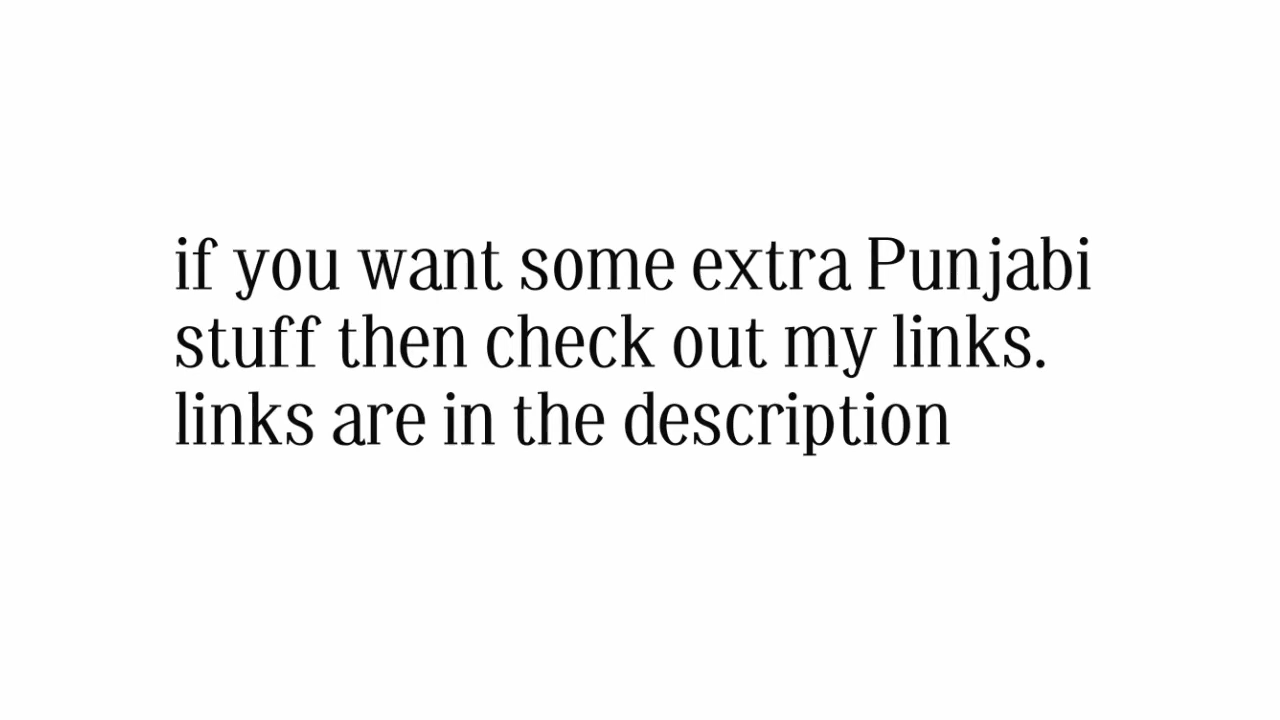 if you want some extra Punjabi
stuff then check out my links.
links are in the description